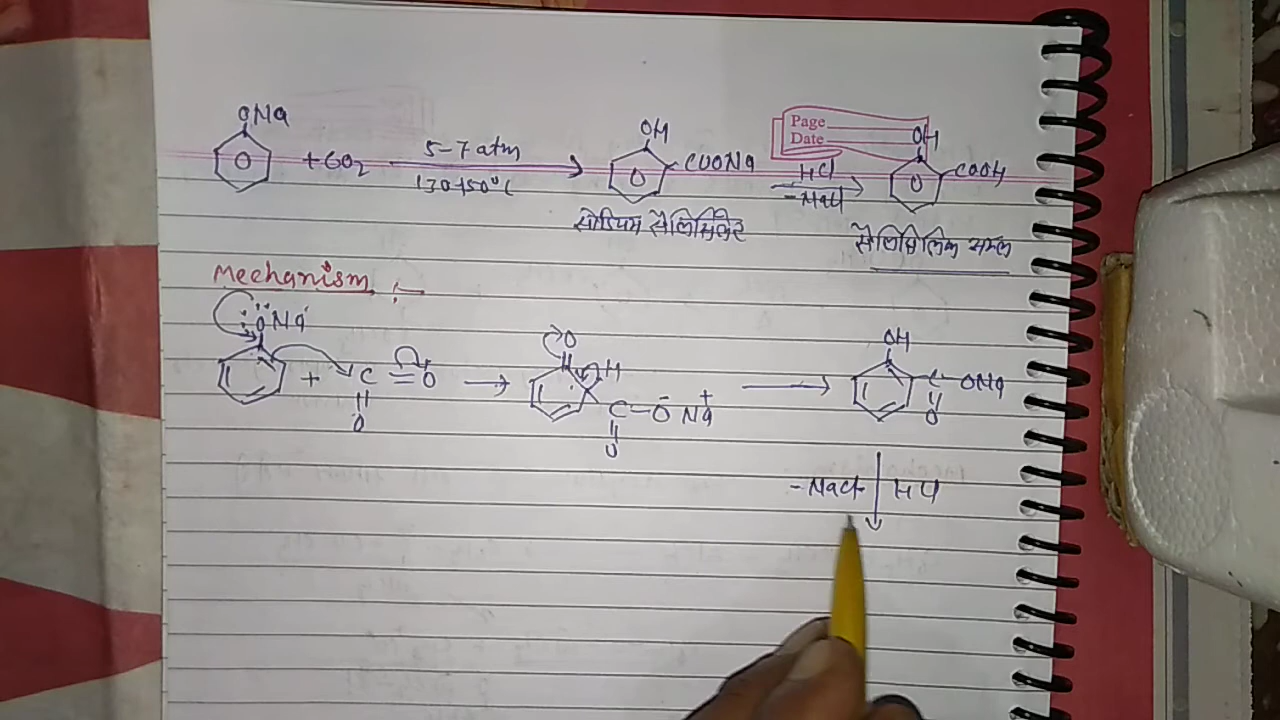 Page
Date
ONa
+ CO2 5-7 atm 130-150°C
OH
COONa
HCl
-NaCl
OH
COOH
सोडियम सैलिसिलेट
सैलिसिलिक अम्ल
Mechanism :-
ONa
+ C = O
O
O
H
C-O⁻ Na⁺
O
OH
C ONa
O
-NaCl HCl